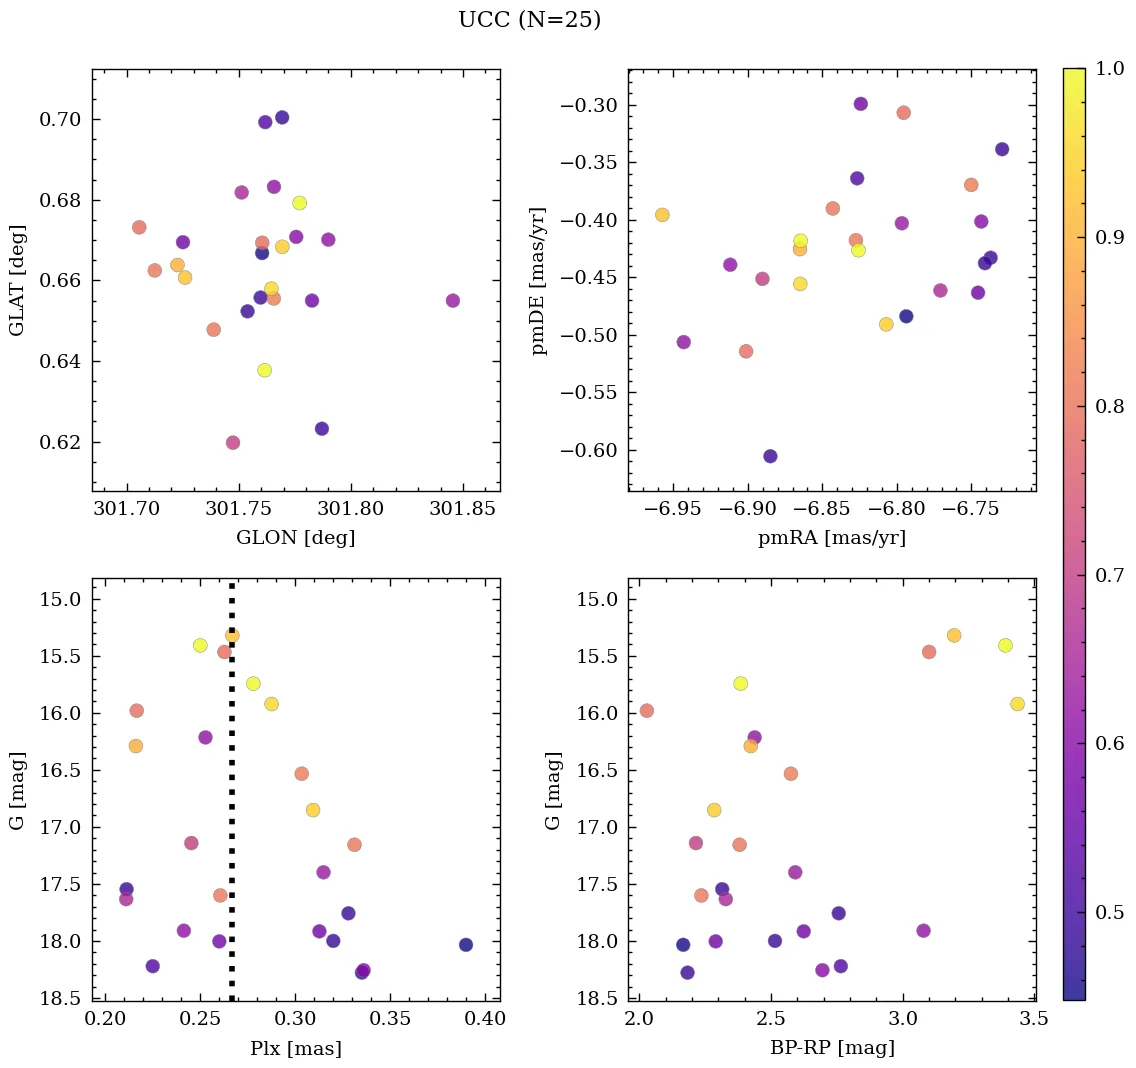 UCC (N=25)
0.70
0.68
0.66
0.64
0.62
GLAT [deg]
301.70 301.75 301.80 301.85
GLON [deg]
−0.30
−0.35
−0.40
−0.45
−0.50
−0.55
−0.60
pmDE [mas/yr]
−6.95 −6.90 −6.85 −6.80 −6.75
pmRA [mas/yr]
1.0
0.9
0.8
0.7
0.6
0.5
15.0
15.5
16.0
16.5
17.0
17.5
18.0
18.5
G [mag]
0.20 0.25 0.30 0.35 0.40
Plx [mas]
15.0
15.5
16.0
16.5
17.0
17.5
18.0
18.5
G [mag]
2.0 2.5 3.0 3.5
BP-RP [mag]